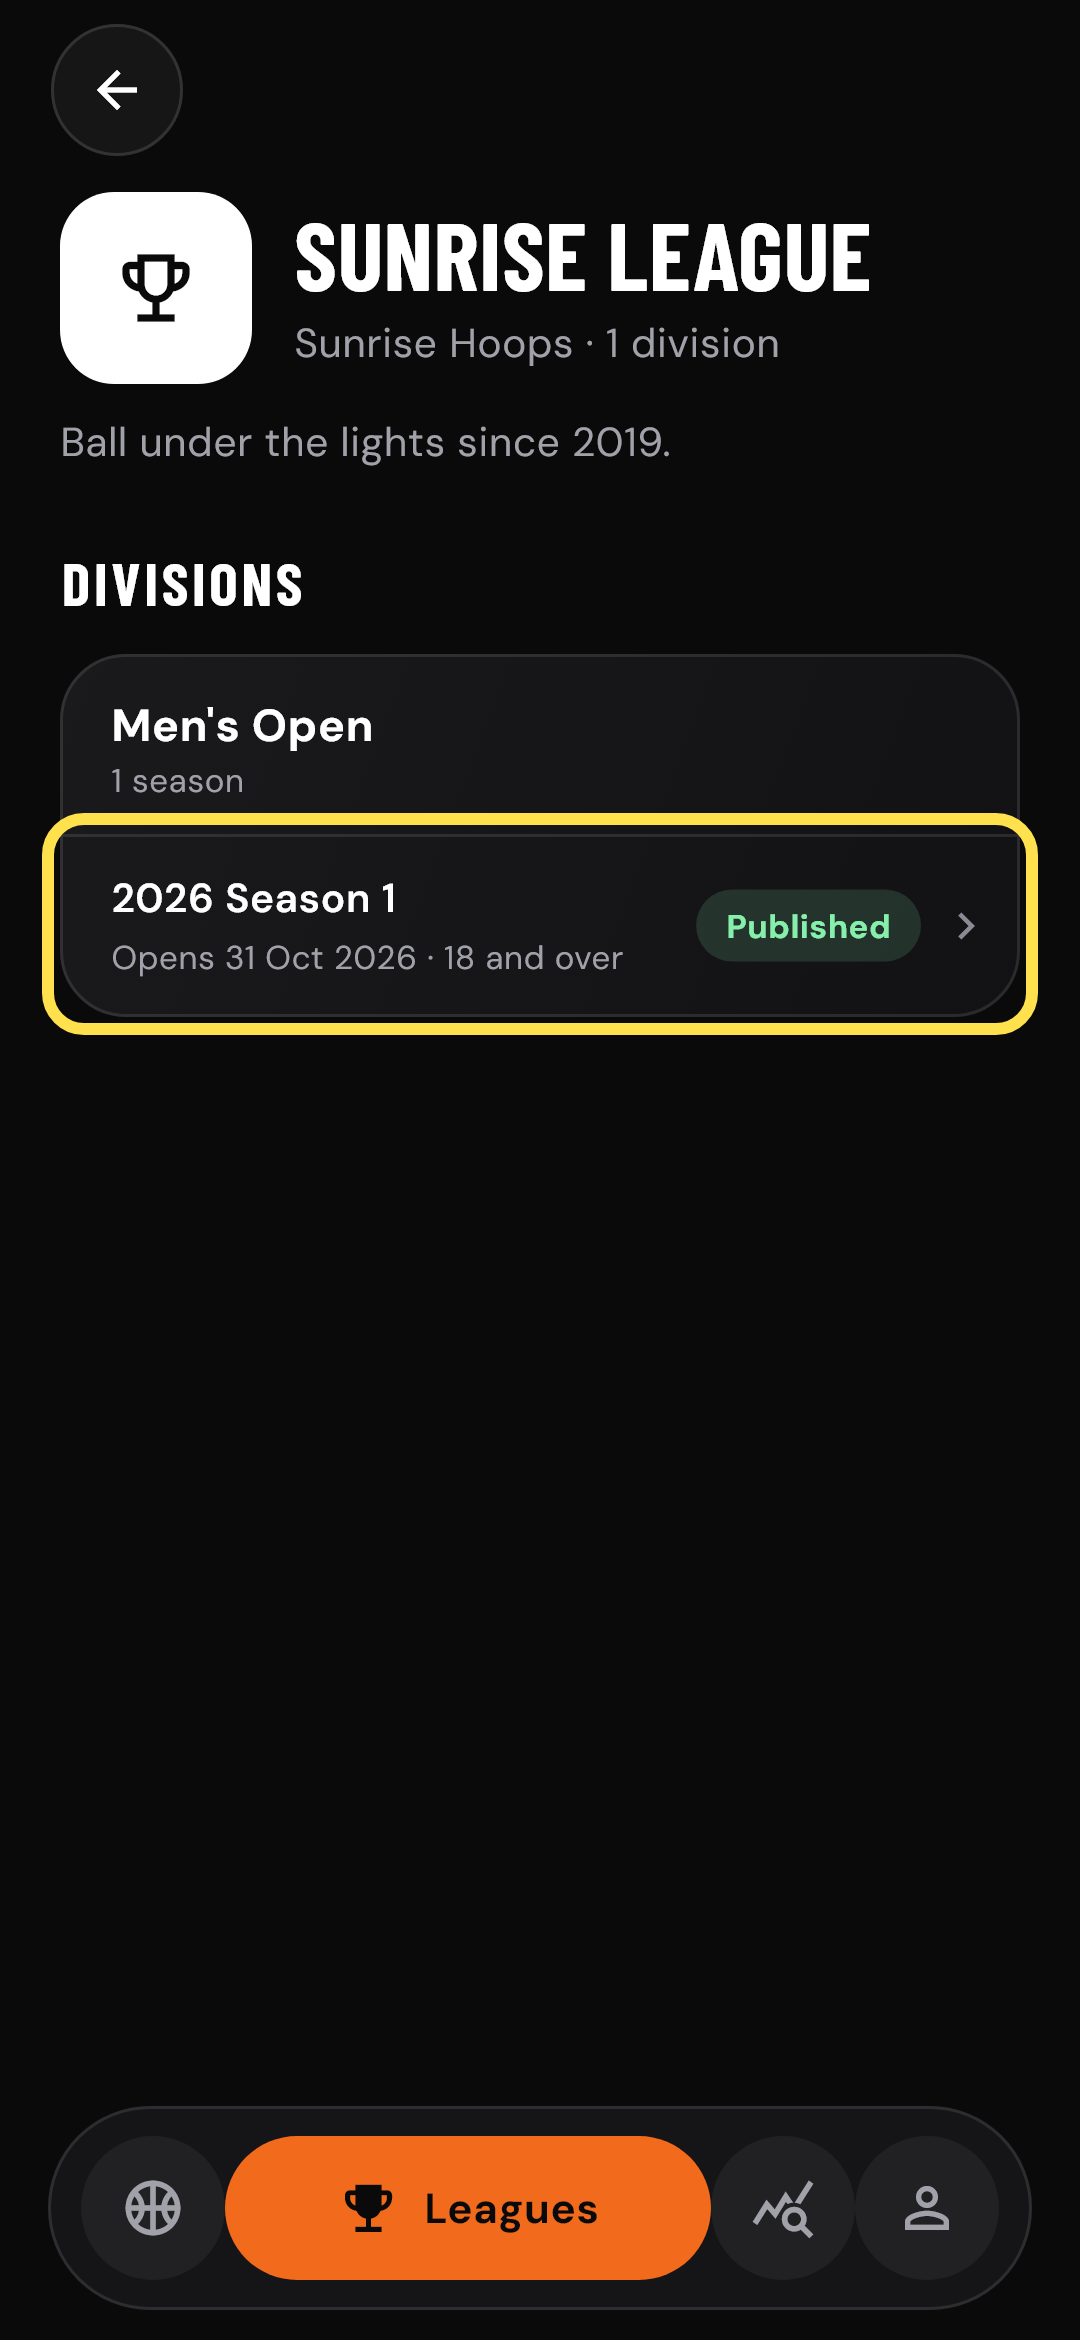 SUNRISE LEAGUE
Sunrise Hoops · 1 division
Ball under the lights since 2019.
DIVISIONS
Men's Open
1 season
2026 Season 1
Opens 31 Oct 2026 · 18 and over
Published
Leagues